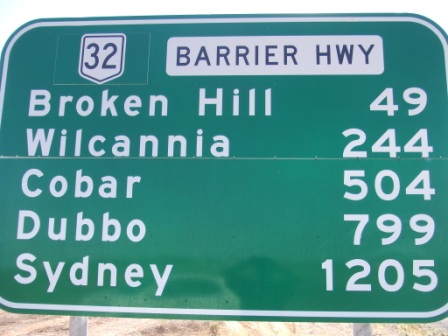 32 BARRIER HWY
Broken Hill 49
Wilcannia 244
Cobar 504
Dubbo 799
Sydney 1205